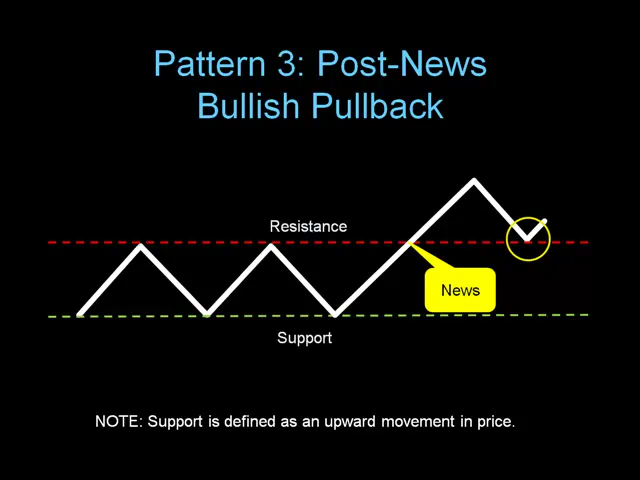 Pattern 3: Post-News
Bullish Pullback
Resistance
News
Support
NOTE: Support is defined as an upward movement in price.